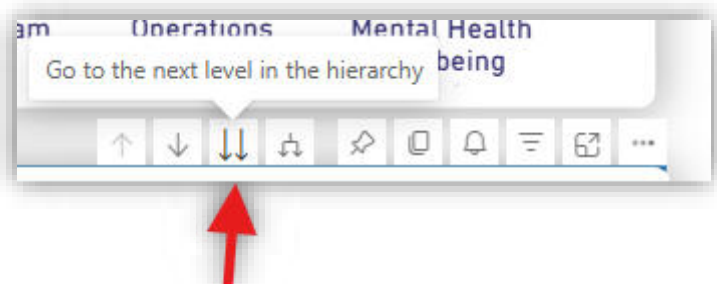 Operations
Mental Health
being
Go to the next level in the hierarchy